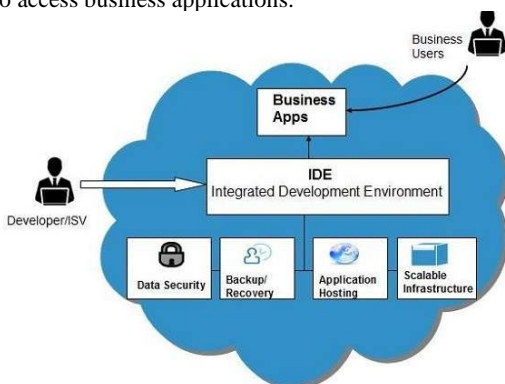 to access business applications.
Business
Users
Business
Apps
IDE
Integrated Development Environment
Developer/ISV
Data Security
Backup/
Recovery
Application
Hosting
Scalable
Infrastructure